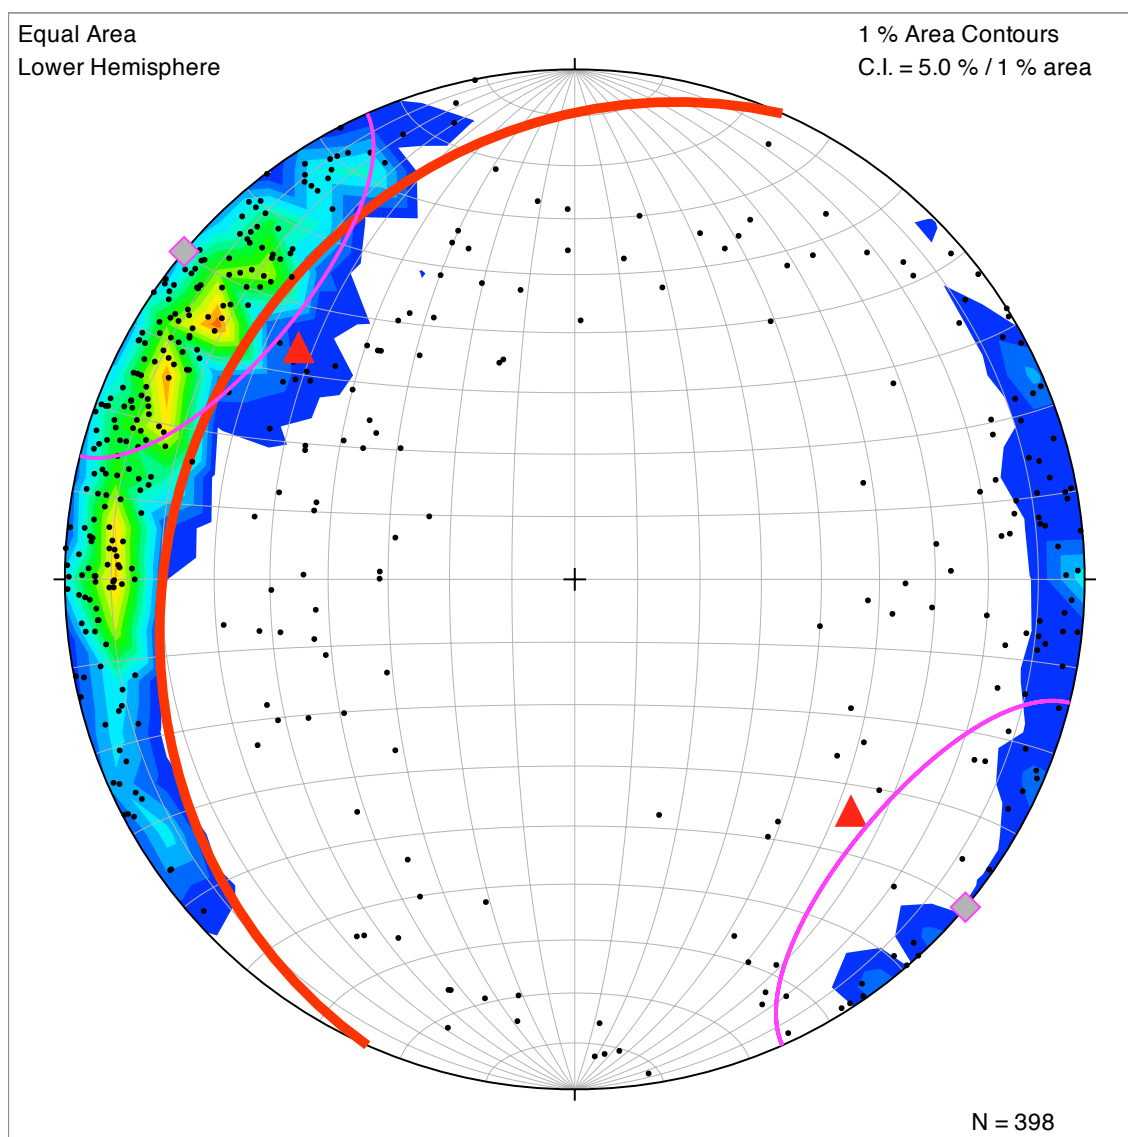 Equal Area
Lower Hemisphere
1 % Area Contours
C.I. = 5.0 % / 1 % area
N = 398